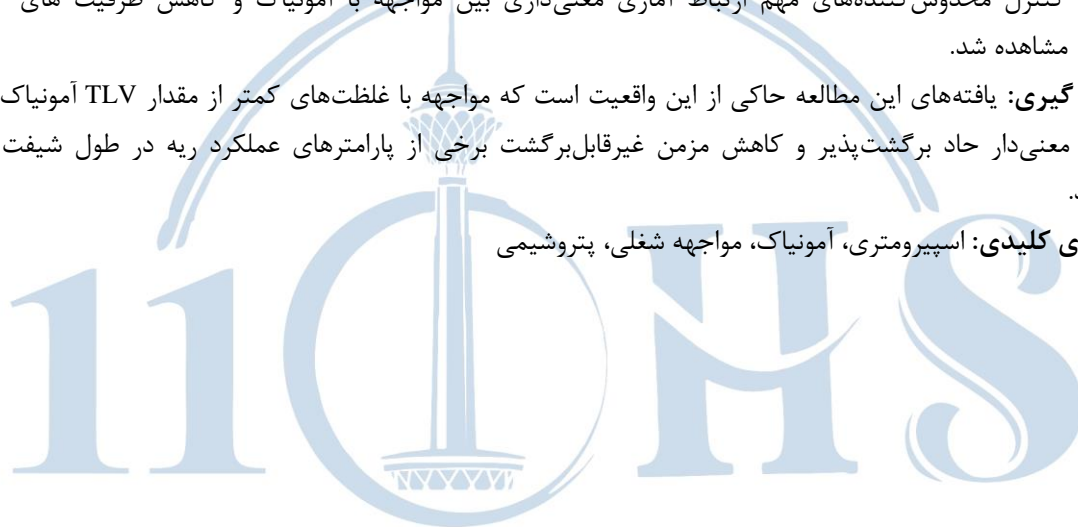 کنترل مخدوش‌کننده‌های مهم ارتباط آماری معنی‌داری بین مواجهه با آمونیاک و کاهش ظرفیت های
مشاهده شد.
گیری: یافته‌های این مطالعه حاکی از این واقعیت است که مواجهه با غلظت‌های کمتر از مقدار TLV آمونیاک
معنی‌دار حاد برگشت‌پذیر و کاهش مزمن غیرقابل‌برگشت برخی از پارامترهای عملکرد ریه در طول شیفت
ی کلیدی: اسپیرومتری، آمونیاک، مواجهه شغلی، پتروشیمی
11 OHS